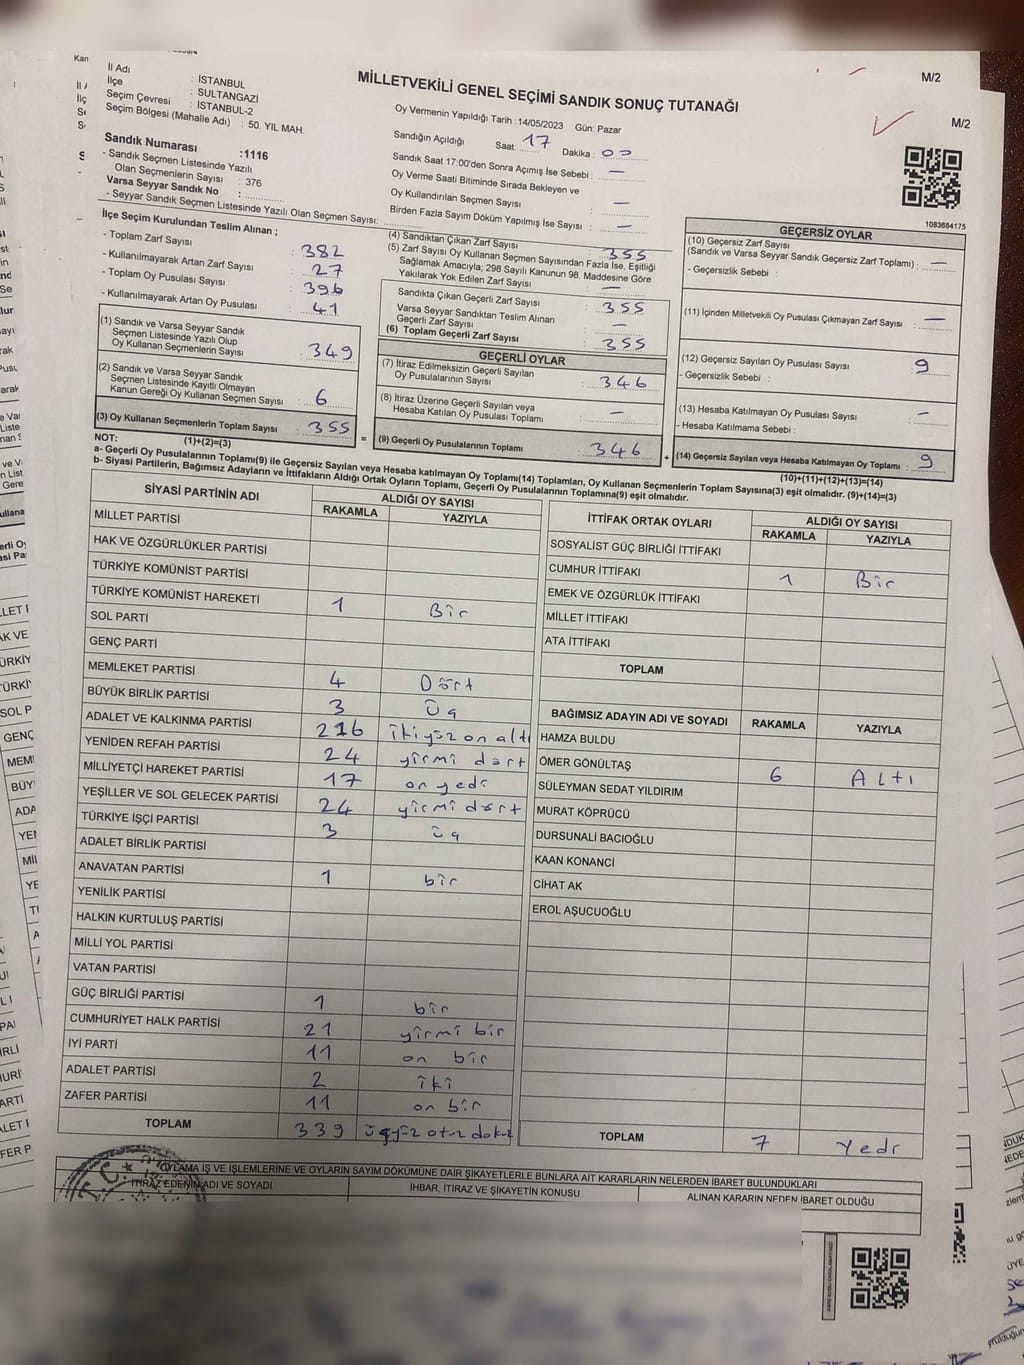 M/2
M/2
MİLLETVEKİLİ GENEL SEÇİMİ SANDIK SONUÇ TUTANAĞI
İl Adı : İSTANBUL
İlçe : SULTANGAZİ
Seçim Çevresi : İSTANBUL-2
Seçim Bölgesi (Mahalle Adı) : 50. YIL MAH.
Sandık Numarası :1116
- Sandık Seçmen Listesinde Yazılı
Olan Seçmenlerin Sayısı : 376
Varsa Seyyar Sandık No :
- Seyyar Sandık Seçmen Listesinde Yazılı Olan Seçmen Sayısı:
Oy Vermenin Yapıldığı Tarih : 14/05/2023 Gün: Pazar
Sandığın Açıldığı Saat: 17 Dakika : 00
Sandık Saat 17:00'den Sonra Açımış İse Sebebi : —
Oy Verme Saati Bitiminde Sırada Bekleyen ve
Oy Kullandırılan Seçmen Sayısı : —
Birden Fazla Sayım Döküm Yapılmış İse Sayısı : —
1083684175
İlçe Seçim Kurulundan Teslim Alınan ;
- Toplam Zarf Sayısı : 382
- Kullanılmayarak Artan Zarf Sayısı : 27
- Toplam Oy Pusulası Sayısı : 396
- Kullanılmayarak Artan Oy Pusulası : 41
(1) Sandık ve Varsa Seyyar Sandık
Seçmen Listesinde Yazılı Olup
Oy Kullanan Seçmenlerin Sayısı : 349
(2) Sandık ve Varsa Seyyar Sandık
Seçmen Listesinde Kayıtlı Olmayan
Kanun Gereği Oy Kullanan Seçmen Sayısı : 6
(3) Oy Kullanan Seçmenlerin Toplam Sayısı : 355
(1)+(2)=(3)
(4) Sandıktan Çıkan Zarf Sayısı : 355
(5) Zarf Sayısı Oy Kullanan Seçmen Sayısından Fazla İse, Eşitliği
Sağlamak Amacıyla, 298 Sayılı Kanunun 98. Maddesine Göre
Yakılarak Yok Edilen Zarf Sayısı : —
Sandıkta Çıkan Geçerli Zarf Sayısı : 355
Varsa Seyyar Sandıktan Teslim Alınan
Geçerli Zarf Sayısı : —
(6) Toplam Geçerli Zarf Sayısı : 355
GEÇERLİ OYLAR
(7) İtiraz Edilmeksizin Geçerli Sayılan
Oy Pusulalarının Sayısı : 346
(8) İtiraz Üzerine Geçerli Sayılan veya
Hesaba Katılan Oy Pusulası Toplamı : —
= (9) Geçerli Oy Pusulalarının Toplamı : 346 +
GEÇERSİZ OYLAR
(10) Geçersiz Zarf Sayısı
(Sandık ve Varsa Seyyar Sandık Geçersiz Zarf Toplamı) : —
- Geçersizlik Sebebi :
(11) İçinden Milletvekili Oy Pusulası Çıkmayan Zarf Sayısı : —
(12) Geçersiz Sayılan Oy Pusulası Sayısı : 9
- Geçersizlik Sebebi :
(13) Hesaba Katılmayan Oy Pusulası Sayısı : —
- Hesaba Katılmama Sebebi :
(14) Geçersiz Sayılan veya Hesaba Katılmayan Oy Toplamı : 9
(10)+(11)+(12)+(13)=(14)
NOT:
a- Geçerli Oy Pusulalarının Toplamı(9) ile Geçersiz Sayılan veya Hesaba katılmayan Oy Toplamı(14) Toplamları, Oy Kullanan Seçmenlerin Toplam Sayısına(3) eşit olmalıdır. (9)+(14)=(3)
b- Siyasi Partilerin, Bağımsız Adayların ve İttifakların Aldığı Ortak Oyların Toplamı, Geçerli Oy Pusulalarının Toplamına(9) eşit olmalıdır.
SİYASİ PARTİNİN ADI ALDIĞI OY SAYISI
RAKAMLA YAZIYLA
MİLLET PARTİSİ
HAK VE ÖZGÜRLÜKLER PARTİSİ
TÜRKİYE KOMÜNİST PARTİSİ
TÜRKİYE KOMÜNİST HAREKETİ 1 Bir
SOL PARTİ
GENÇ PARTİ
MEMLEKET PARTİSİ 4 Dört
BÜYÜK BİRLİK PARTİSİ 3 Üç
ADALET VE KALKINMA PARTİSİ 216 ikiyüz on altı
YENİDEN REFAH PARTİSİ 24 yirmi dört
MİLLİYETÇİ HAREKET PARTİSİ 17 on yedi
YEŞİLLER VE SOL GELECEK PARTİSİ 24 yirmi dört
TÜRKİYE İŞÇİ PARTİSİ 3 üç
ADALET BİRLİK PARTİSİ
ANAVATAN PARTİSİ 1 bir
YENİLİK PARTİSİ
HALKIN KURTULUŞ PARTİSİ
MİLLİ YOL PARTİSİ
VATAN PARTİSİ
GÜÇ BİRLİĞİ PARTİSİ 1 bir
CUMHURİYET HALK PARTİSİ 21 yirmi bir
İYİ PARTİ 11 on bir
ADALET PARTİSİ 2 iki
ZAFER PARTİSİ 11 on bir
TOPLAM 339 üçyüz otuz dokuz
İTTİFAK ORTAK OYLARI ALDIĞI OY SAYISI
RAKAMLA YAZIYLA
SOSYALİST GÜÇ BİRLİĞİ İTTİFAKI
CUMHUR İTTİFAKI 1 Bir
EMEK VE ÖZGÜRLÜK İTTİFAKI
MİLLET İTTİFAKI
ATA İTTİFAKI
TOPLAM
BAĞIMSIZ ADAYIN ADI VE SOYADI RAKAMLA YAZIYLA
HAMZA BULDU
ÖMER GÖNÜLTAŞ 6 Altı
SÜLEYMAN SEDAT YILDIRIM
MURAT KÖPRÜCÜ
DURSUNALİ BACIOĞLU
KAAN KONANCİ
CİHAT AK
EROL AŞUCUOĞLU
TOPLAM 7 Yedi
OYLAMA İŞ VE İŞLEMLERİNE VE OYLARIN SAYIM DÖKÜMÜNE DAİR ŞİKAYETLERLE BUNLARA AİT KARARLARIN NELERDEN İBARET BULUNDUKLARI
İTİRAZ EDENİN ADI VE SOYADI İHBAR, İTİRAZ VE ŞİKAYETİN KONUSU ALINAN KARARIN NEDEN İBARET OLDUĞU
T.C.